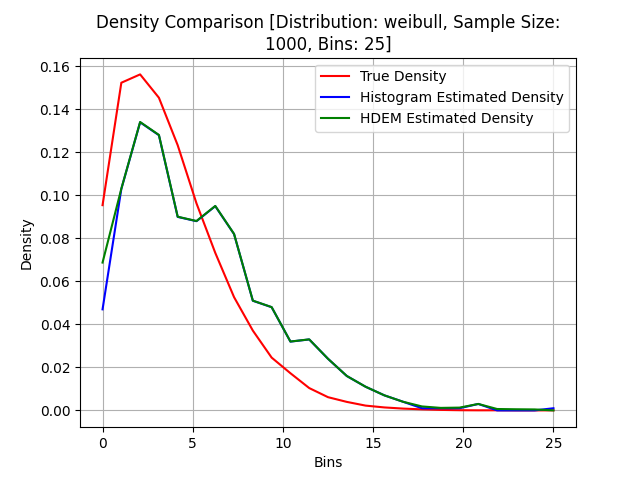 Density Comparison [Distribution: weibull, Sample Size:
1000, Bins: 25]
True Density
Histogram Estimated Density
HDEM Estimated Density
Density
0.16
0.14
0.12
0.10
0.08
0.06
0.04
0.02
0.00
0 5 10 15 20 25
Bins